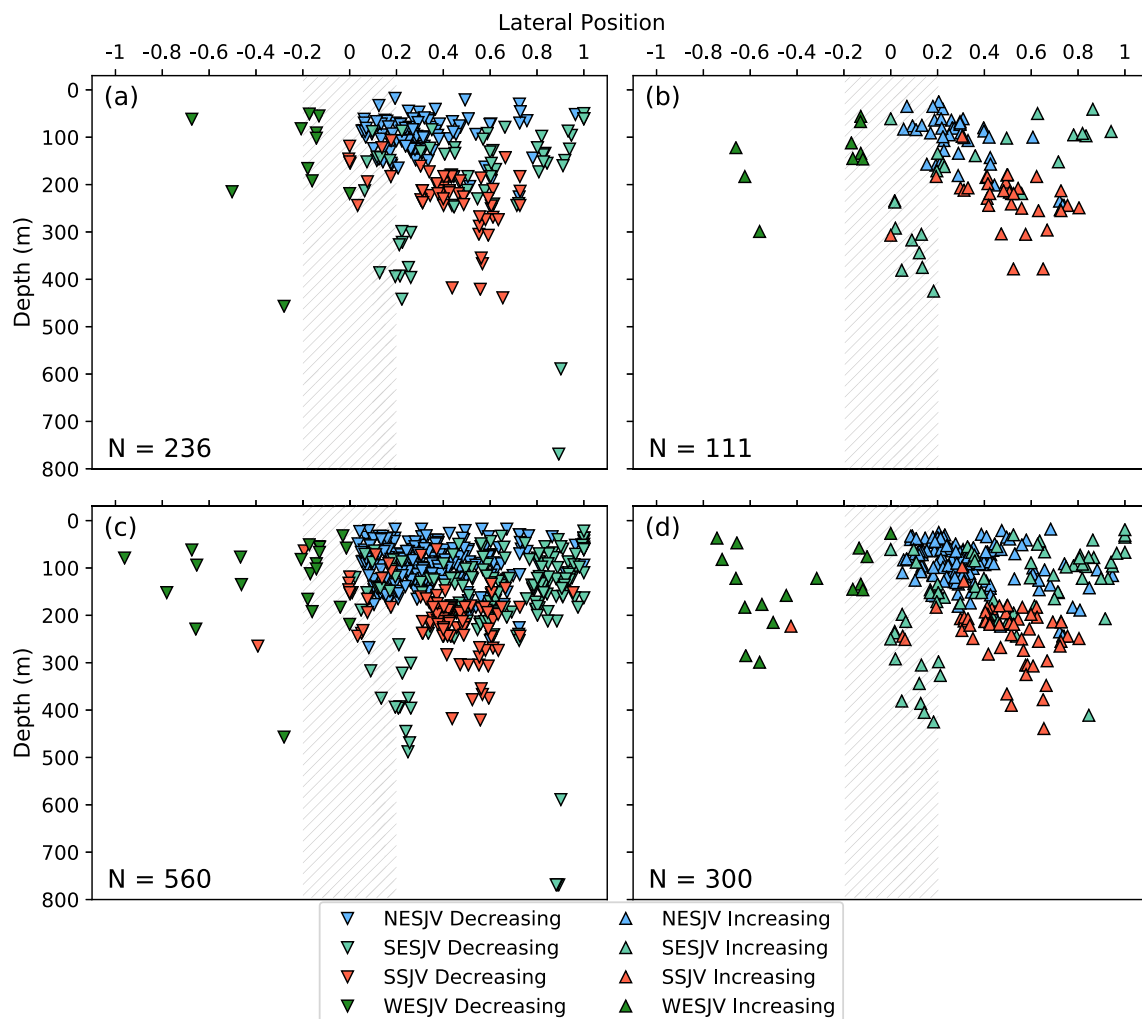 Lateral Position
-1 -0.8 -0.6 -0.4 -0.2 0 0.2 0.4 0.6 0.8 1
-1 -0.8 -0.6 -0.4 -0.2 0 0.2 0.4 0.6 0.8 1
(a)
0
100
200
300
400
500
600
700
800
Depth (m)
N = 236
(b)
N = 111
(c)
0
100
200
300
400
500
600
700
800
Depth (m)
N = 560
(d)
N = 300
NESJV Decreasing
SESJV Decreasing
SSJV Decreasing
WESJV Decreasing
NESJV Increasing
SESJV Increasing
SSJV Increasing
WESJV Increasing